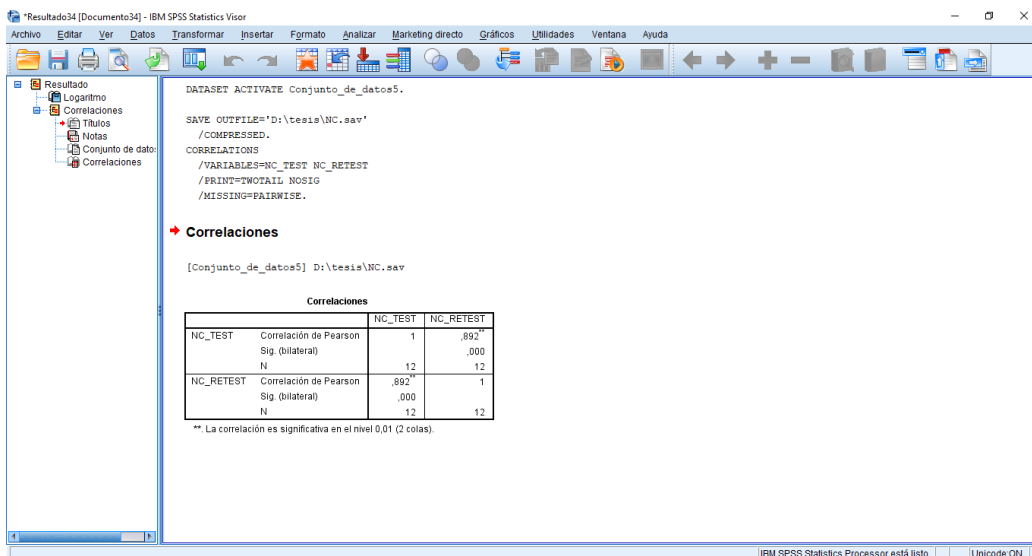 *Resultado34 [Documento34] - IBM SPSS Statistics Visor
Archivo Editar Ver Datos Transformar Insertar Formato Analizar Marketing directo Gráficos Utilidades Ventana Ayuda
Resultado
Logaritmo
Correlaciones
Títulos
Notas
Conjunto de dato
Correlaciones
DATASET ACTIVATE Conjunto_de_datos5.
SAVE OUTFILE='D:\tesis\NC.sav'
/COMPRESSED.
CORRELATIONS
/VARIABLES=NC_TEST NC_RETEST
/PRINT=TWOTAIL NOSIG
/MISSING=PAIRWISE.
Correlaciones
[Conjunto_de_datos5] D:\tesis\NC.sav
Correlaciones
NC_TEST NC_RETEST
NC_TEST Correlación de Pearson 1 ,892**
Sig. (bilateral) ,000
N 12 12
NC_RETEST Correlación de Pearson ,892** 1
Sig. (bilateral) ,000
N 12 12
**. La correlación es significativa en el nivel 0,01 (2 colas).
IBM SPSS Statistics Processor está listo Unicode:ON